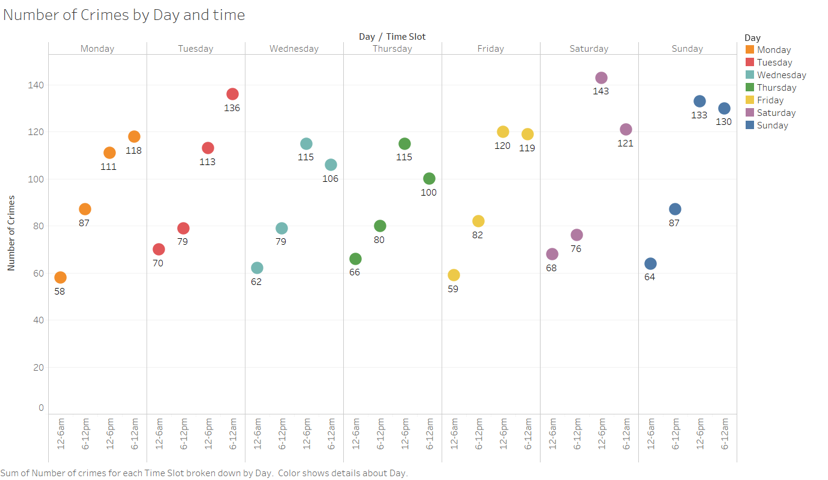 Number of Crimes by Day and time
Day / Time Slot
Monday Tuesday Wednesday Thursday Friday Saturday Sunday
Number of Crimes
140
120
100
80
60
40
20
0
58 87 111 118
70 79 113 136
62 79 115 106
66 80 115 100
59 82 120 119
68 76 143 121
64 87 133 130
12-6am 6-12pm 12-6pm 6-12am 12-6am 6-12pm 12-6pm 6-12am 12-6am 6-12pm 12-6pm 6-12am 12-6am 6-12pm 12-6pm 6-12am 12-6am 6-12pm 12-6pm 6-12am 12-6am 6-12pm 12-6pm 6-12am 12-6am 6-12pm 12-6pm 6-12am
Day
Monday
Tuesday
Wednesday
Thursday
Friday
Saturday
Sunday
Sum of Number of crimes for each Time Slot broken down by Day. Color shows details about Day.